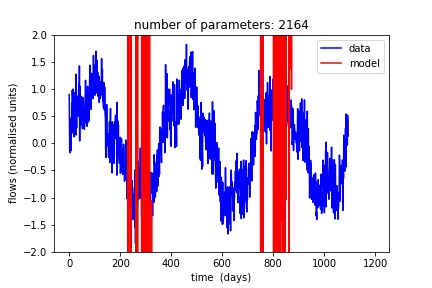 number of parameters: 2164
2.0
1.5
1.0
0.5
0.0
−0.5
−1.0
−1.5
−2.0
flows (normalised units)
data
model
0 200 400 600 800 1000 1200
time  (days)